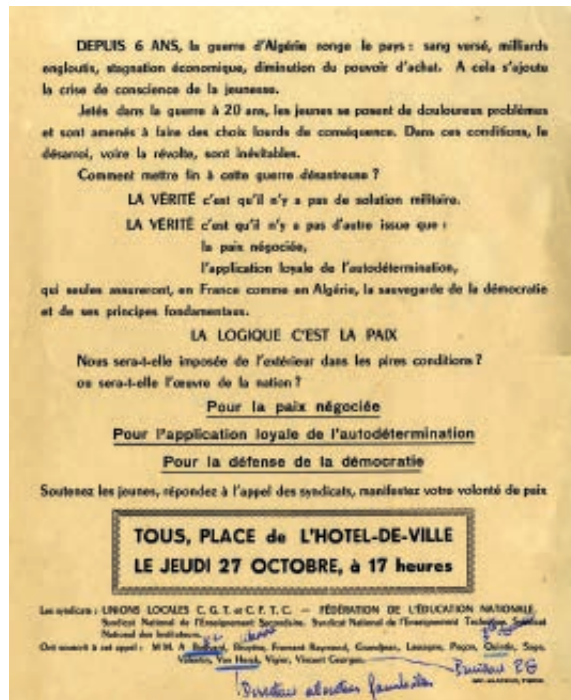 DEPUIS 6 ANS, la guerre d'Algérie ronge le pays : sang versé, milliards
engloutis, stagnation économique, diminution du pouvoir d'achat. A cela s'ajoute
la crise de conscience de la jeunesse.
Jetés dans la guerre à 20 ans, les jeunes se posent de douloureux problèmes
et sont amenés à faire des choix lourds de conséquence. Dans ces conditions, le
désarroi, voire la révolte, sont inévitables.
Comment mettre fin à cette guerre désastreuse ?
LA VÉRITÉ c'est qu'il n'y a pas de solution militaire.
LA VÉRITÉ c'est qu'il n'y a pas d'autre issue que :
la paix négociée,
l'application loyale de l'autodétermination,
qui seules assureront, en France comme en Algérie, la sauvegarde de la démocratie
et de ses principes fondamentaux.
LA LOGIQUE C'EST LA PAIX
Nous sera-t-elle imposée de l'extérieur dans les pires conditions ?
ou sera-t-elle l'œuvre de la nation ?
Pour la paix négociée
Pour l'application loyale de l'autodétermination
Pour la défense de la démocratie
Soutenez les jeunes, répondez à l'appel des syndicats, manifestez votre volonté de paix
TOUS, PLACE de L'HOTEL-DE-VILLE
LE JEUDI 27 OCTOBRE, à 17 heures
Les syndicats : UNIONS LOCALES C. G. T. et C. F. T. C. — FÉDÉRATION DE L'ÉDUCATION NATIONALE,
Syndicat National de l'Enseignement Secondaire. Syndicat National de l'Enseignement Technique, Syndicat
National des Instituteurs.
Ont souscrit à cet appel : MM. A. Fromant Raymond, Grandjean, Lassagne, Quintin, Sage,
Valentin, Van Vigier, Vincent Georges.
Directeur